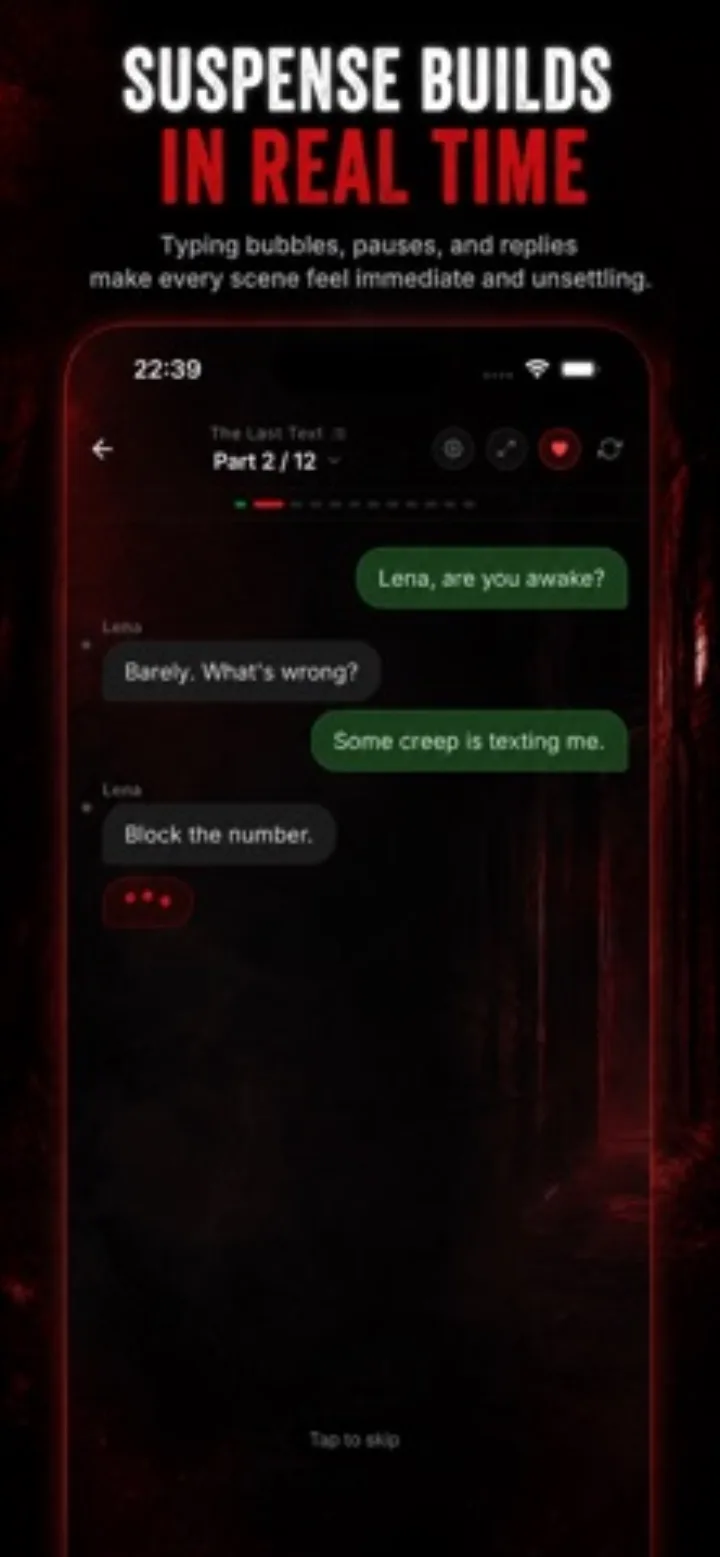 SUSPENSE BUILDS
IN REAL TIME
Typing bubbles, pauses, and replies
make every scene feel immediate and unsettling.
22:39
The Last Text
Part 2 / 12
Lena, are you awake?
Lena
Barely. What's wrong?
Some creep is texting me.
Lena
Block the number.
Tap to skip